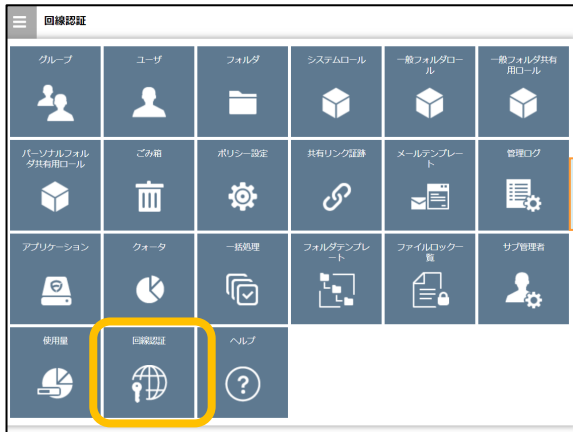 回線認証
グループ
ユーザ
フォルダ
システムロール
一般フォルダロー
ル
一般フォルダ共有
用ロール
パーソナルフォル
ダ共有用ロール
ごみ箱
ポリシー設定
共有リンク証跡
メールテンプレー
ト
管理ログ
アプリケーション
クォータ
一括処理
フォルダテンプレ
ート
ファイルロック一
覧
サブ管理者
使用量
回線認証
ヘルプ